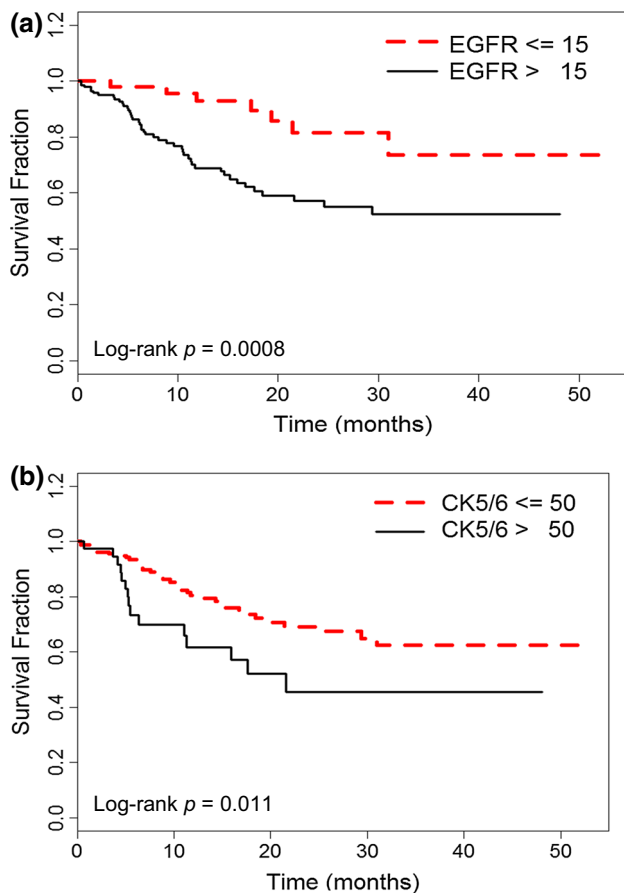 (a)
EGFR <= 15
EGFR > 15
Survival Fraction
0.0 0.2 0.4 0.6 0.8 1.0 1.2
Log-rank p = 0.0008
0 10 20 30 40 50
Time (months)
(b)
CK5/6 <= 50
CK5/6 > 50
Survival Fraction
0.0 0.2 0.4 0.6 0.8 1.0 1.2
Log-rank p = 0.011
0 10 20 30 40 50
Time (months)